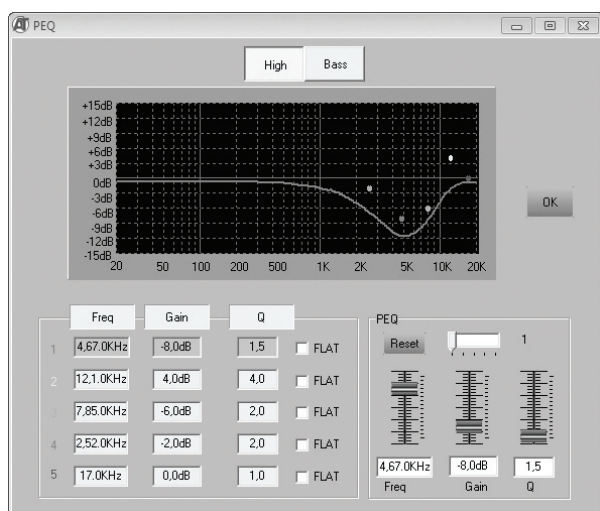 PEQ
High Bass
+15dB
+12dB
+9dB
+6dB
+3dB
0dB
-3dB
-6dB
-9dB
-12dB
-15dB
20 50 100 200 500 1K 2K 5K 10K 20K
OK
Freq Gain Q
1 4,67.0KHz -8,0dB 1,5 FLAT
2 12,1.0KHz 4,0dB 4,0 FLAT
3 7,85.0KHz -6,0dB 2,0 FLAT
4 2,52.0KHz -2,0dB 2,0 FLAT
5 17.0KHz 0,0dB 1,0 FLAT
PEQ
Reset 1
4,67.0KHz -8,0dB 1,5
Freq Gain Q